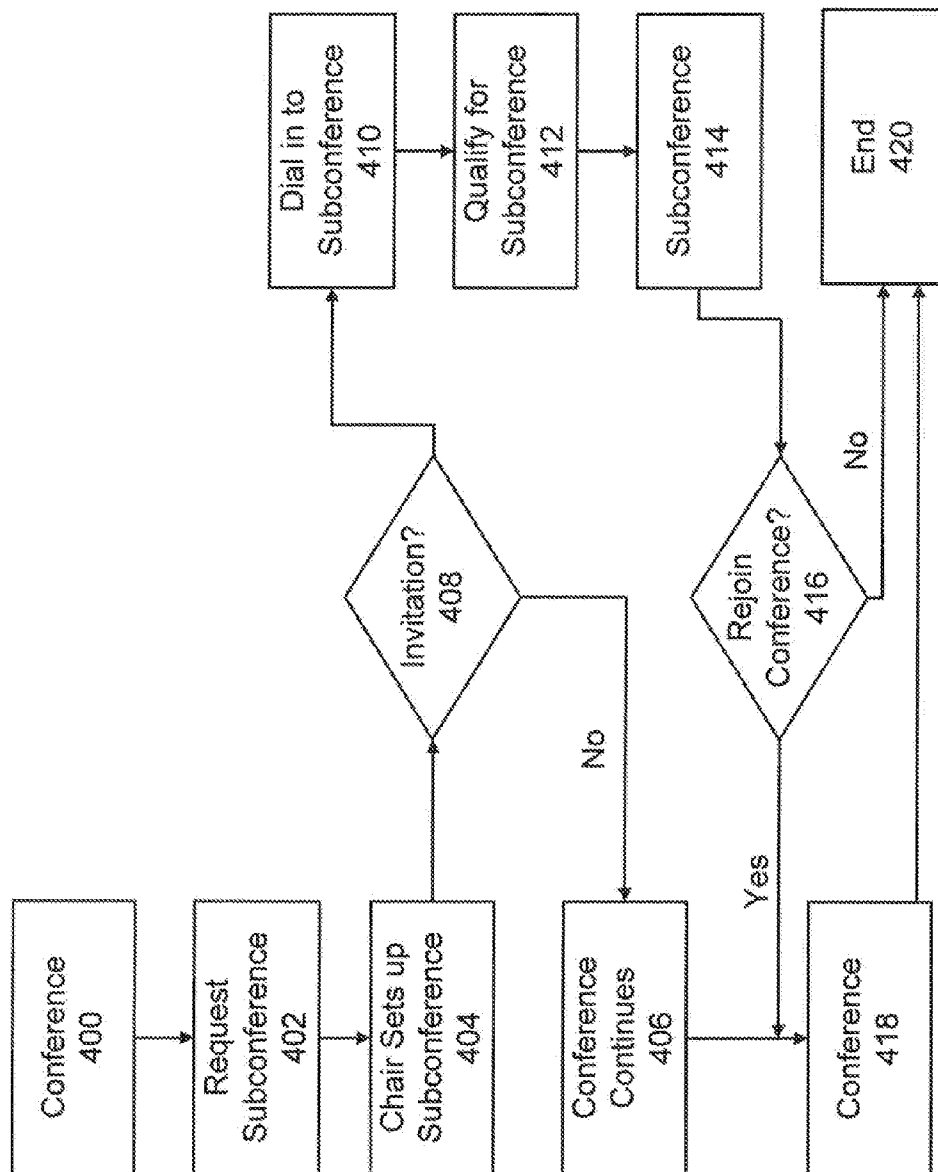 Conference
400
Request
Subconference
402
Chair Sets up
Subconference
404
Invitation?
408
No
Conference
Continues
406
Dial in to
Subconference
410
Qualify for
Subconference
412
Subconference
414
Rejoin
Conference?
416
Yes
No
Conference
418
End
420